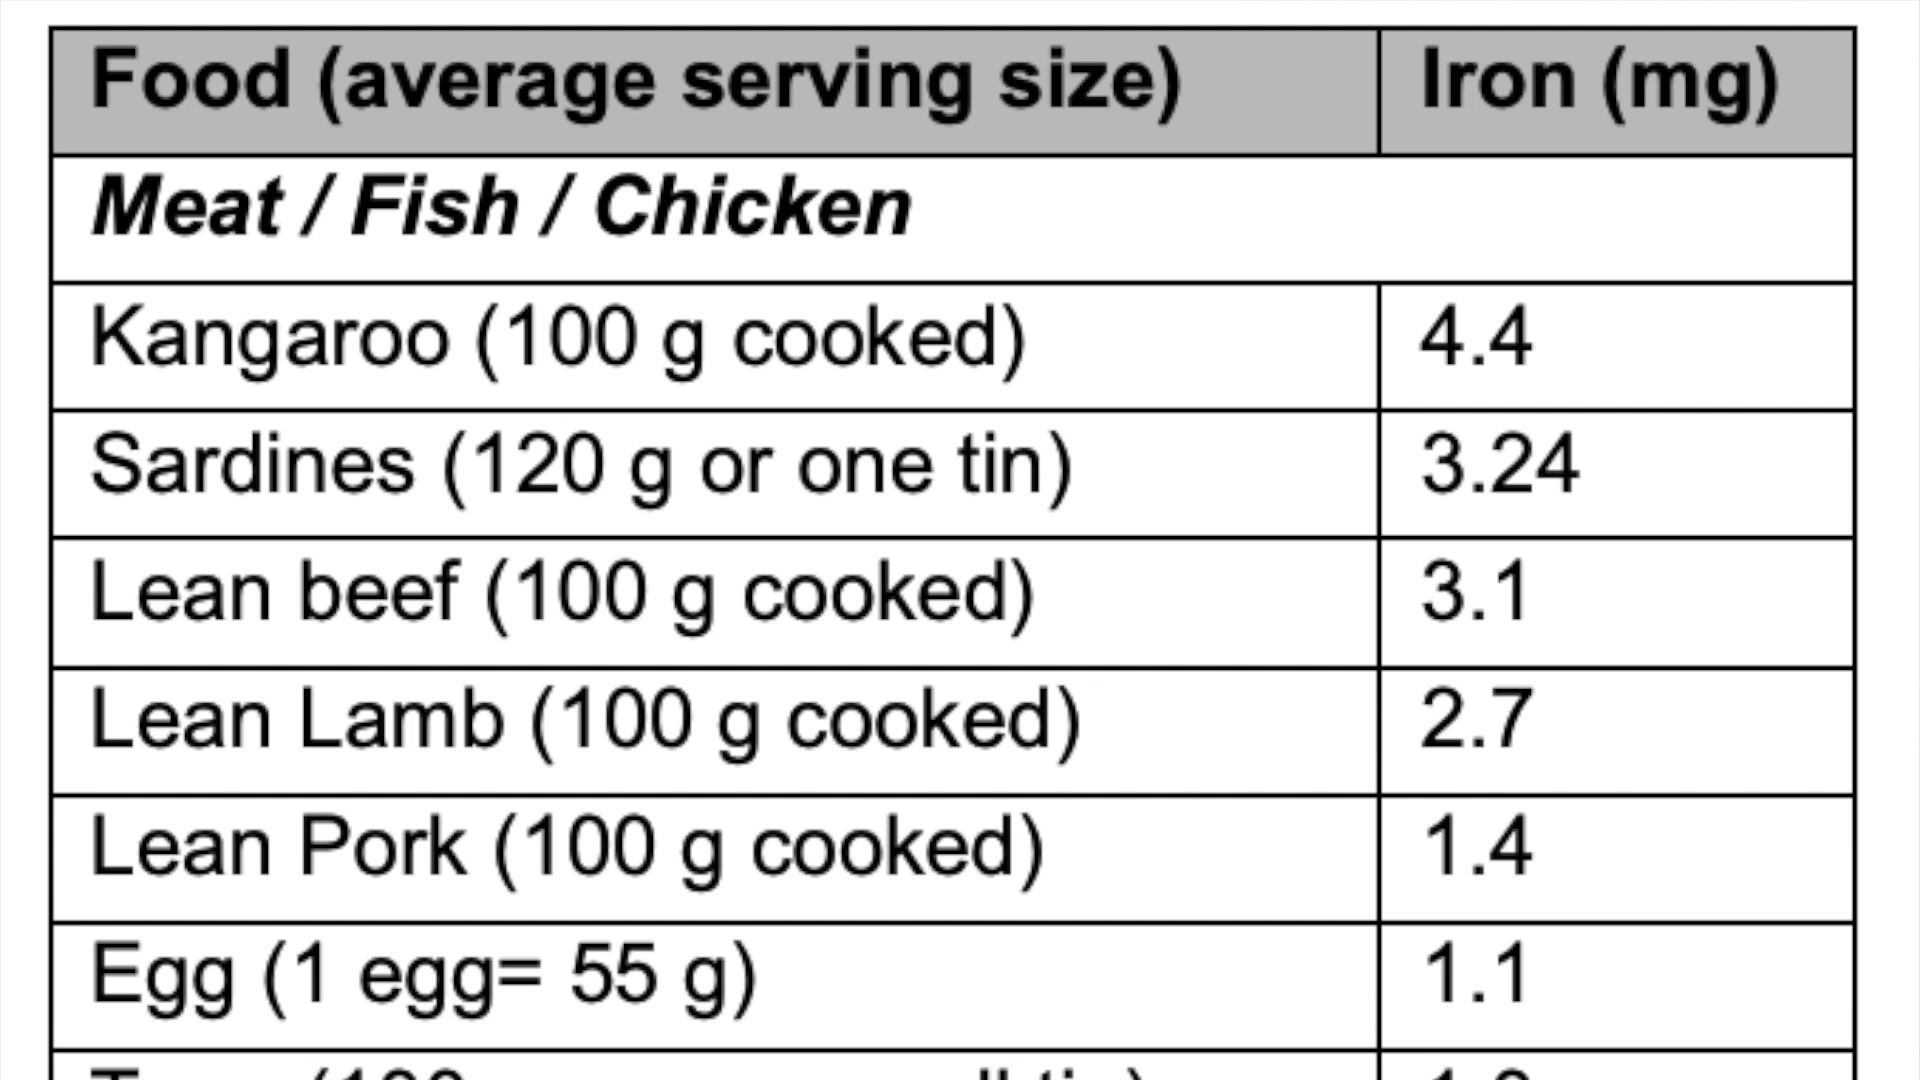 Food (average serving size) Iron (mg)
Meat / Fish / Chicken
Kangaroo (100 g cooked) 4.4
Sardines (120 g or one tin) 3.24
Lean beef (100 g cooked) 3.1
Lean Lamb (100 g cooked) 2.7
Lean Pork (100 g cooked) 1.4
Egg (1 egg= 55 g) 1.1